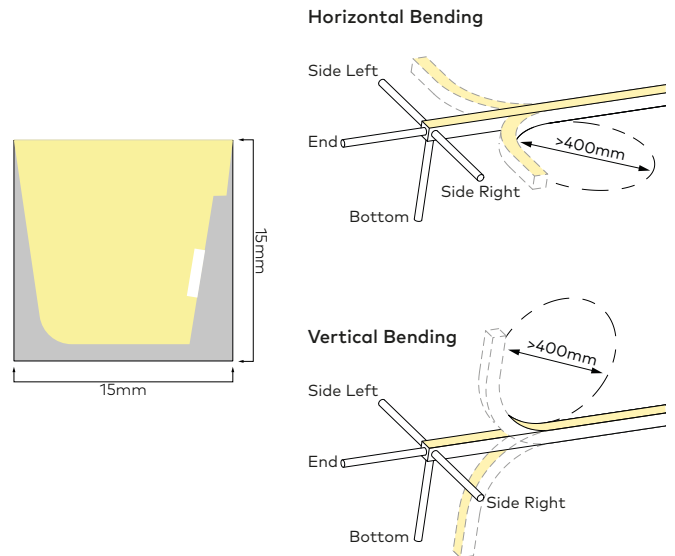 Horizontal Bending
Side Left
End
>400mm
Side Right
Bottom
15mm
15mm
Vertical Bending
>400mm
Side Left
End
Side Right
Bottom